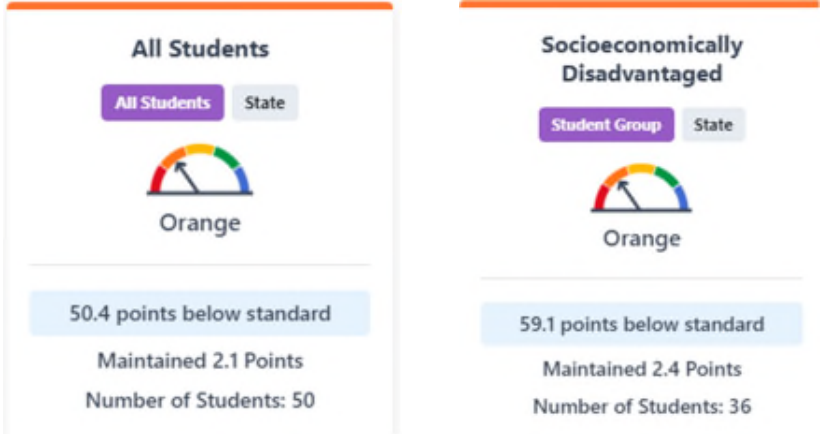 All Students
All Students State
Orange
50.4 points below standard
Maintained 2.1 Points
Number of Students: 50
Socioeconomically
Disadvantaged
Student Group State
Orange
59.1 points below standard
Maintained 2.4 Points
Number of Students: 36